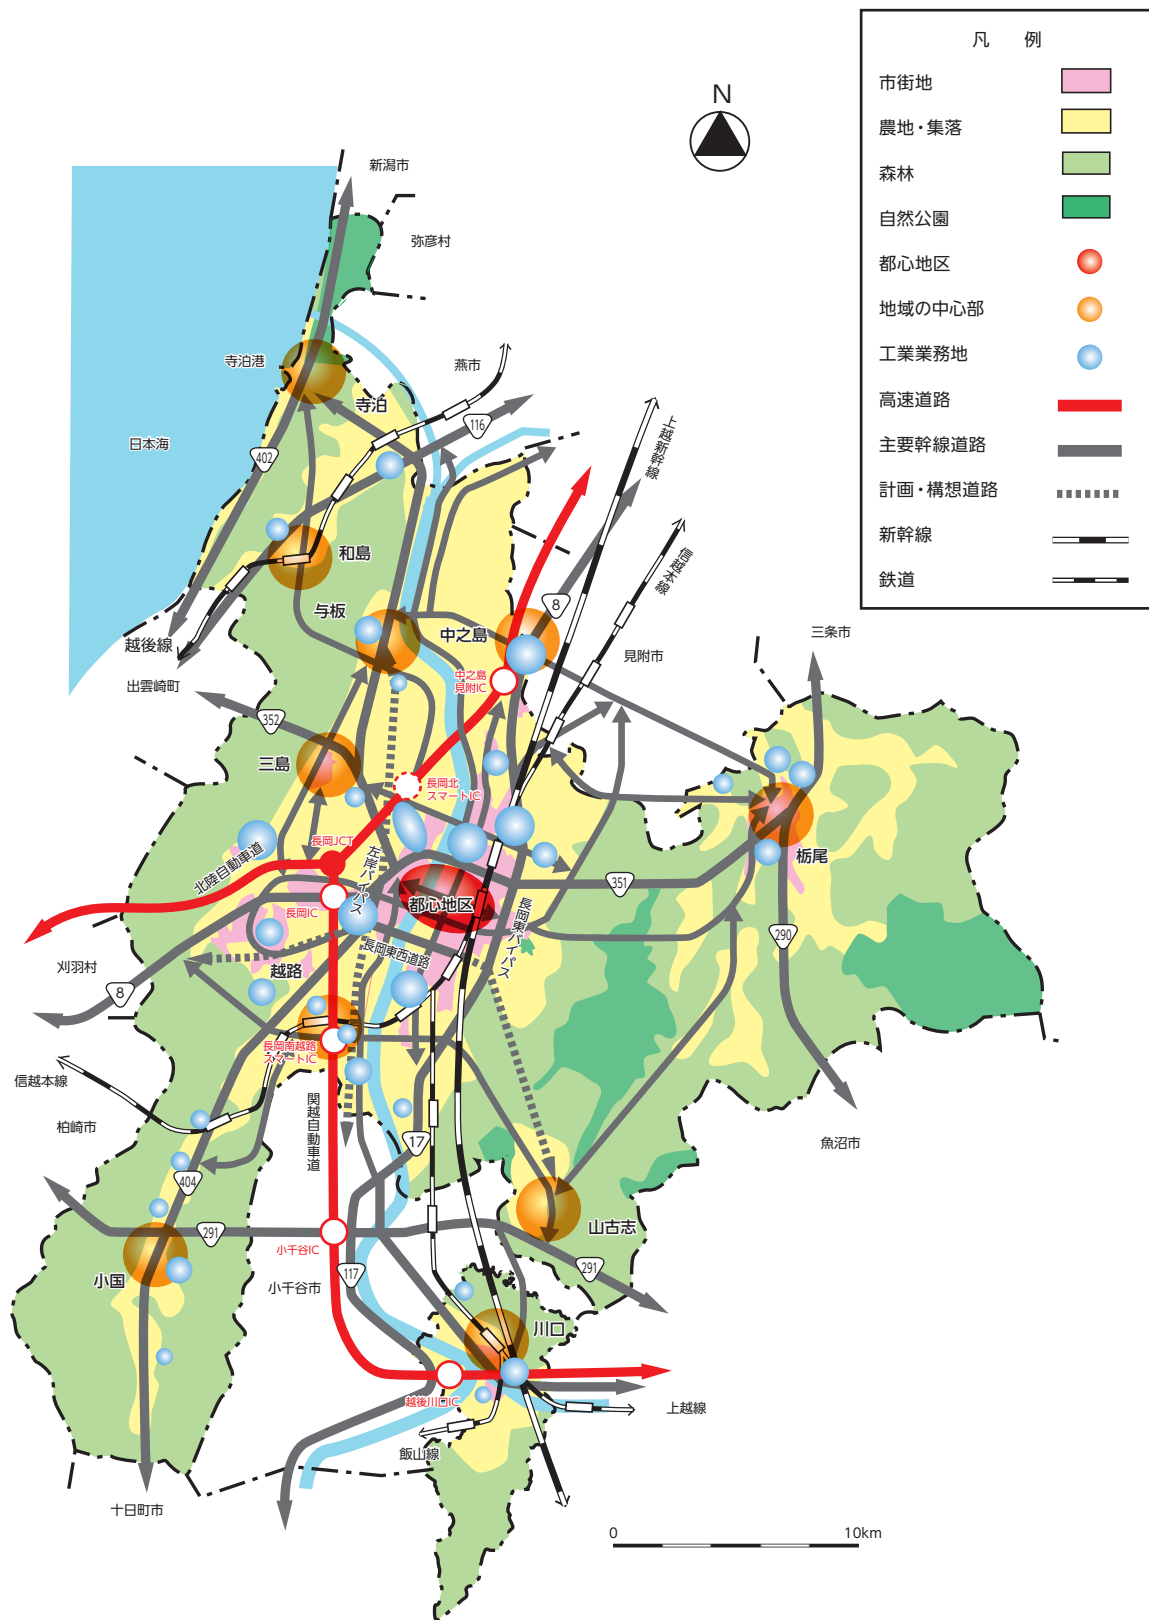 凡 例
市街地
農地・集落
森林
自然公園
都心地区
地域の中心部
工業業務地
高速道路
主要幹線道路
計画・構想道路
新幹線
鉄道
N
新潟市
弥彦村
寺泊港
燕市
寺泊
116
日本海
402
上越新幹線
信越本線
和島
与板
中之島
8
三条市
越後線
見附市
中之島
見附IC
出雲崎町
352
三島
長岡北
スマートIC
長岡JCT
北陸自動車道
左岸バイパス
栃尾
351
都心地区
長岡IC
長岡東バイパス
290
長岡東西道路
刈羽村
越路
8
長岡南越路
スマートIC
信越本線
柏崎市
関越自動車道
17
魚沼市
404
291
山古志
小千谷IC
小国
小千谷市
117
291
川口
越後川口IC
上越線
飯山線
十日町市
0
10km